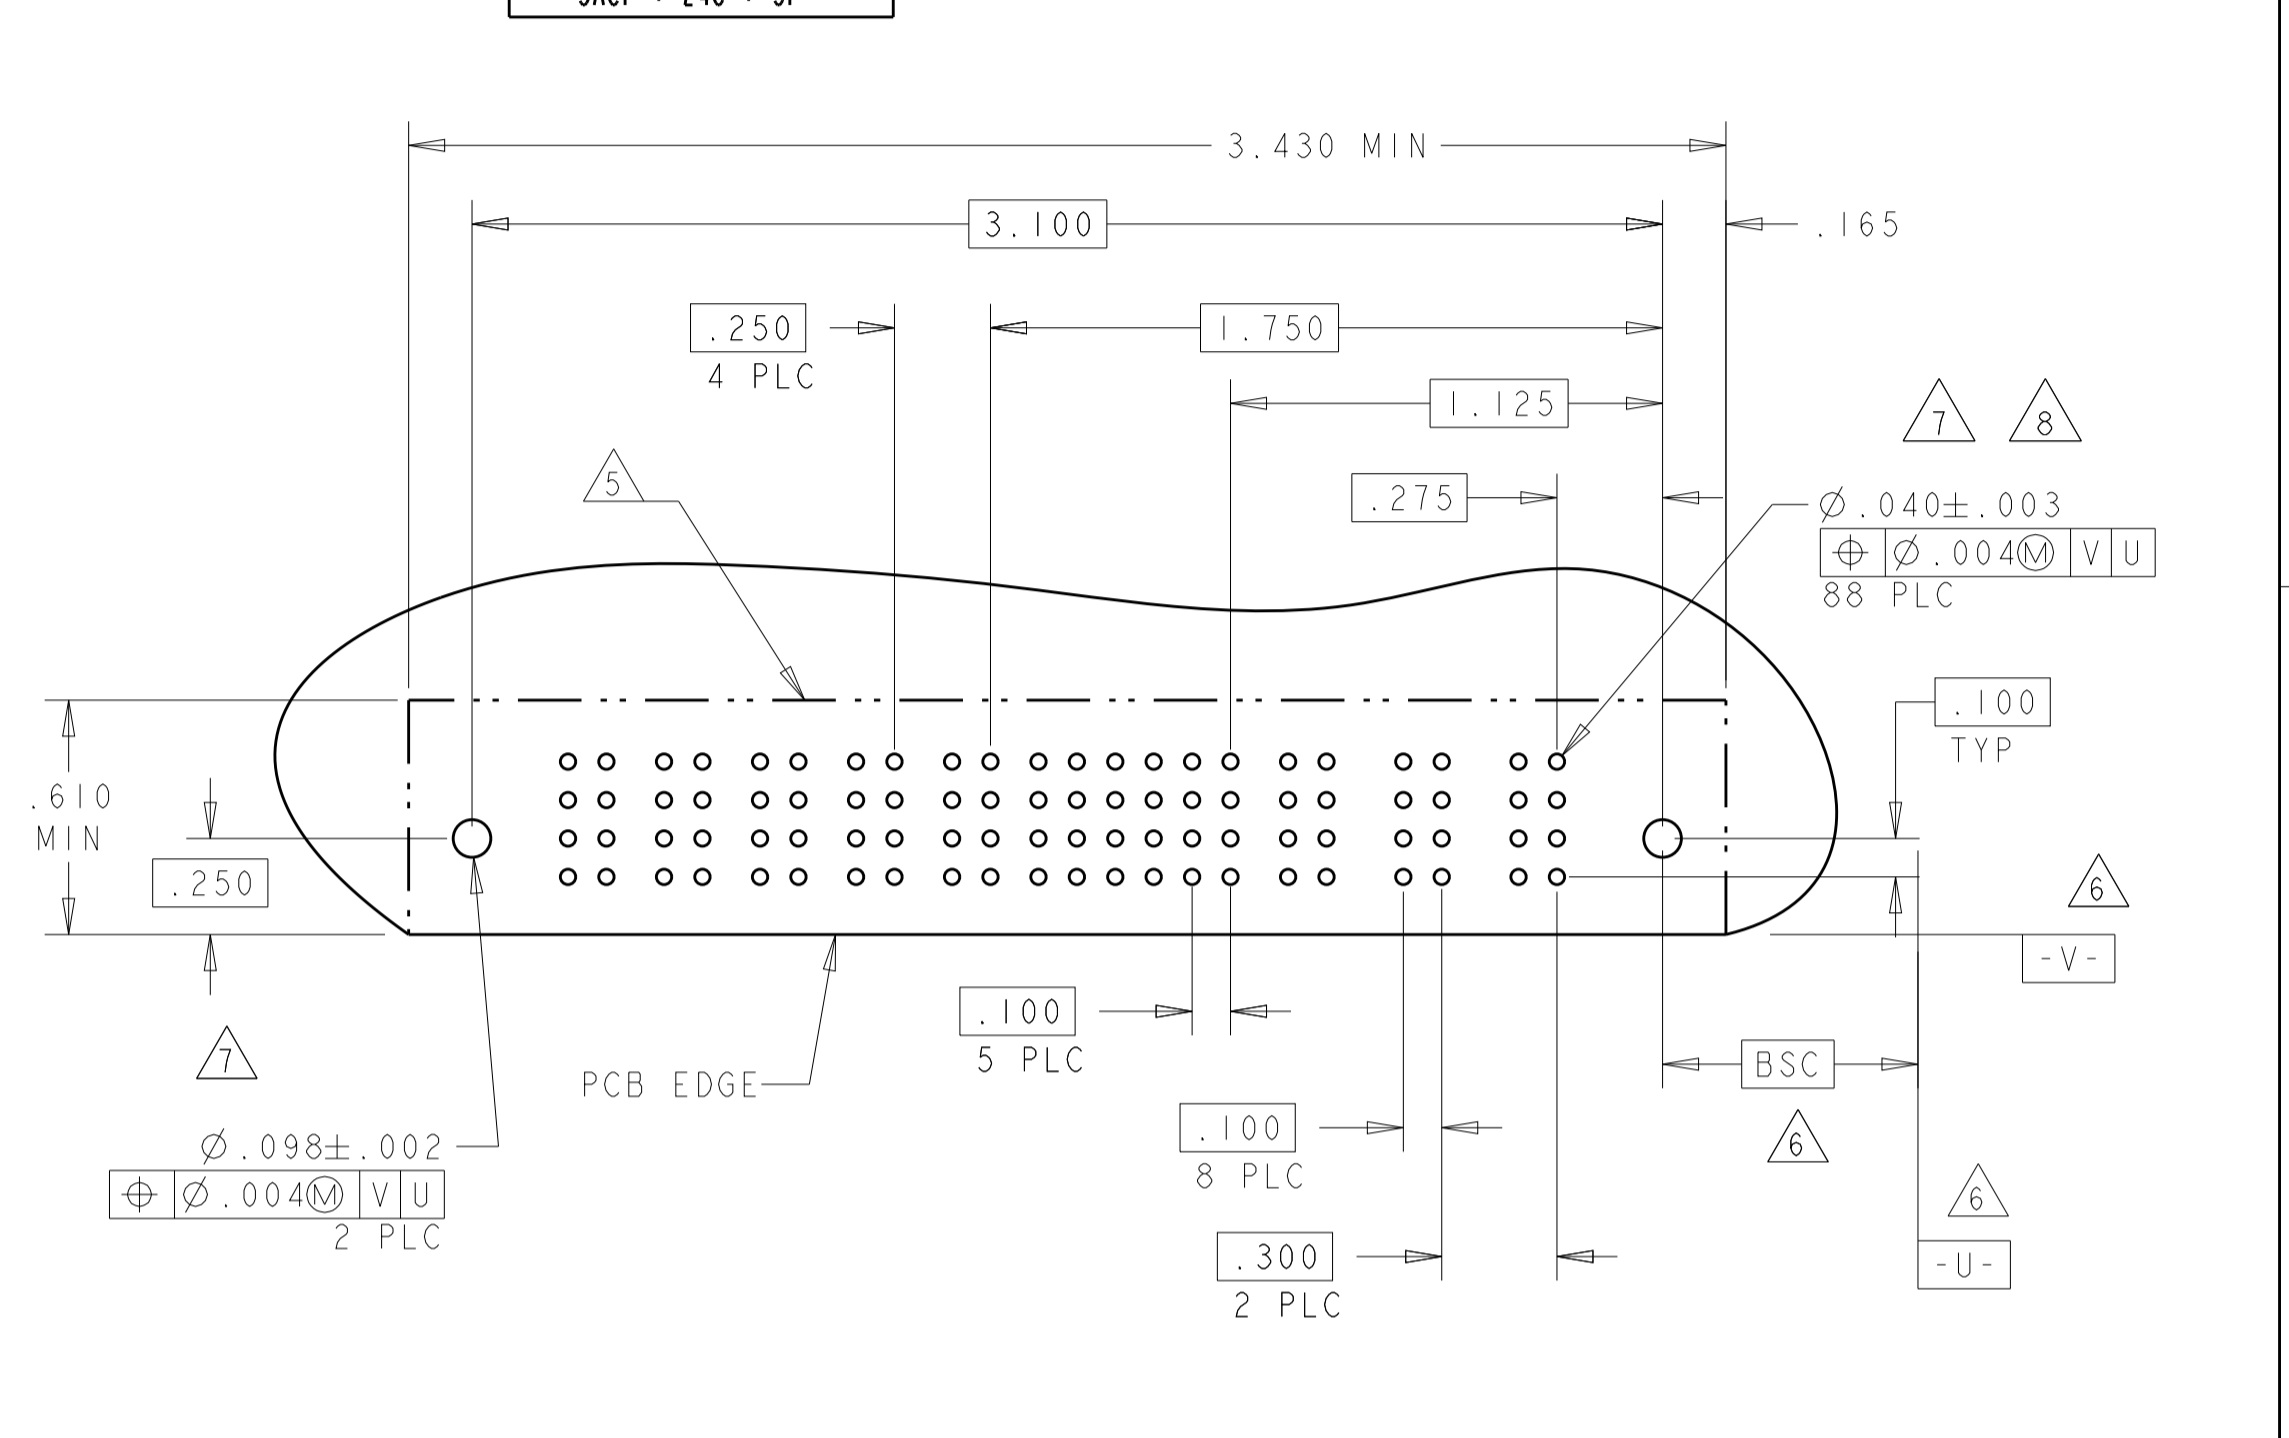 3.430 MIN
3.100
.165
.250
4 PLC
1.750
1.125
7
8
5
.275
Ø.040±.003
⌖ Ø.004Ⓜ V U
88 PLC
.100
TYP
.610
MIN
.250
6
-V-
.100
5 PLC
7
BSC
PCB EDGE
.100
8 PLC
6
Ø.098±.002
⌖ Ø.004Ⓜ V U
2 PLC
6
.300
2 PLC
-U-